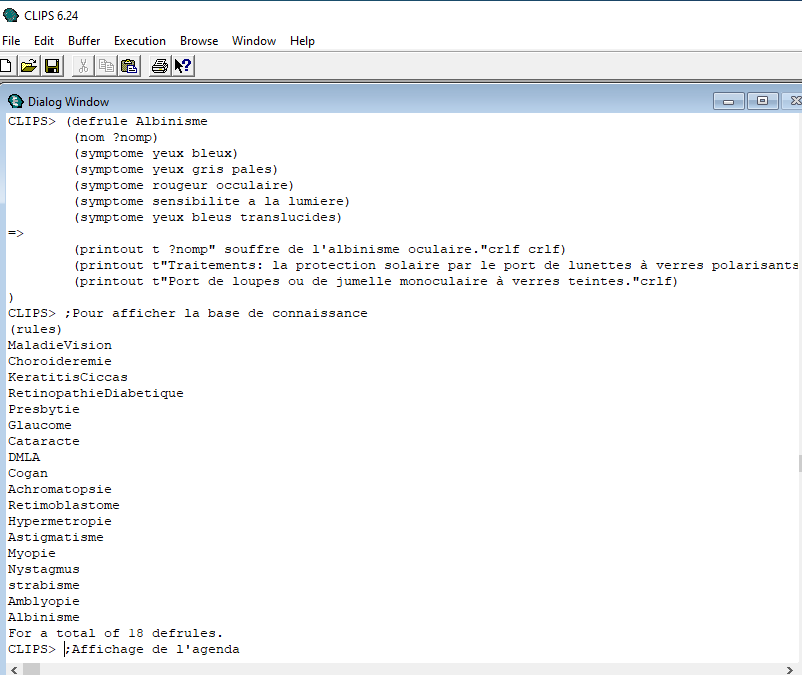 CLIPS 6.24
File Edit Buffer Execution Browse Window Help
Dialog Window
CLIPS> (defrule Albinisme
(nom ?nomp)
(symptome yeux bleux)
(symptome yeux gris pales)
(symptome rougeur occulaire)
(symptome sensibilite a la lumiere)
(symptome yeux bleus translucides)
=>
(printout t ?nomp" souffre de l'albinisme oculaire."crlf crlf)
(printout t"Traitements: la protection solaire par le port de lunettes à verres polarisants
(printout t"Port de loupes ou de jumelle monoculaire à verres teintes."crlf)
)
CLIPS> ;Pour afficher la base de connaissance
(rules)
MaladieVision
Choroideremie
KeratitisCiccas
RetinopathieDiabetique
Presbytie
Glaucome
Cataracte
DMLA
Cogan
Achromatopsie
Retimoblastome
Hypermetropie
Astigmatisme
Myopie
Nystagmus
strabisme
Amblyopie
Albinisme
For a total of 18 defrules.
CLIPS> ;Affichage de l'agenda